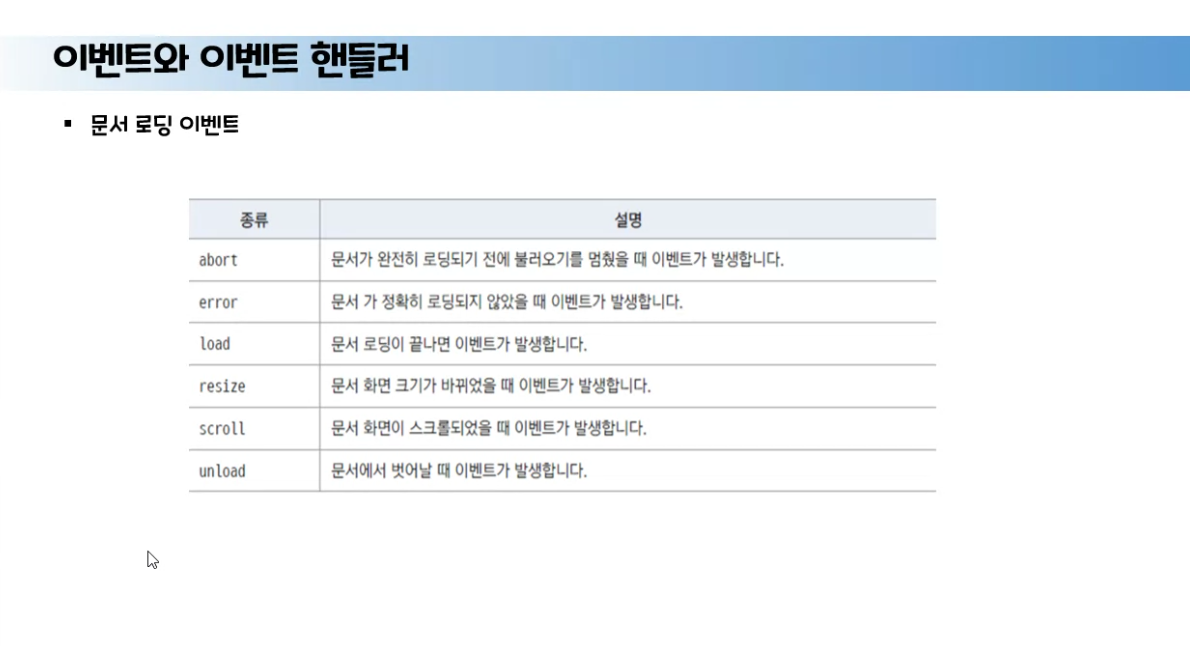 이벤트와 이벤트 핸들러
▪ 문서 로딩 이벤트
종류 설명
abort 문서가 완전히 로딩되기 전에 불러오기를 멈췄을 때 이벤트가 발생합니다.
error 문서 가 정확히 로딩되지 않았을 때 이벤트가 발생합니다.
load 문서 로딩이 끝나면 이벤트가 발생합니다.
resize 문서 화면 크기가 바뀌었을 때 이벤트가 발생합니다.
scroll 문서 화면이 스크롤되었을 때 이벤트가 발생합니다.
unload 문서에서 벗어날 때 이벤트가 발생합니다.